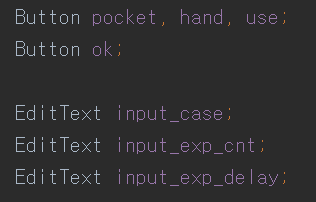 Button pocket, hand, use;
Button ok;
EditText input_case;
EditText input_exp_cnt;
EditText input_exp_delay;